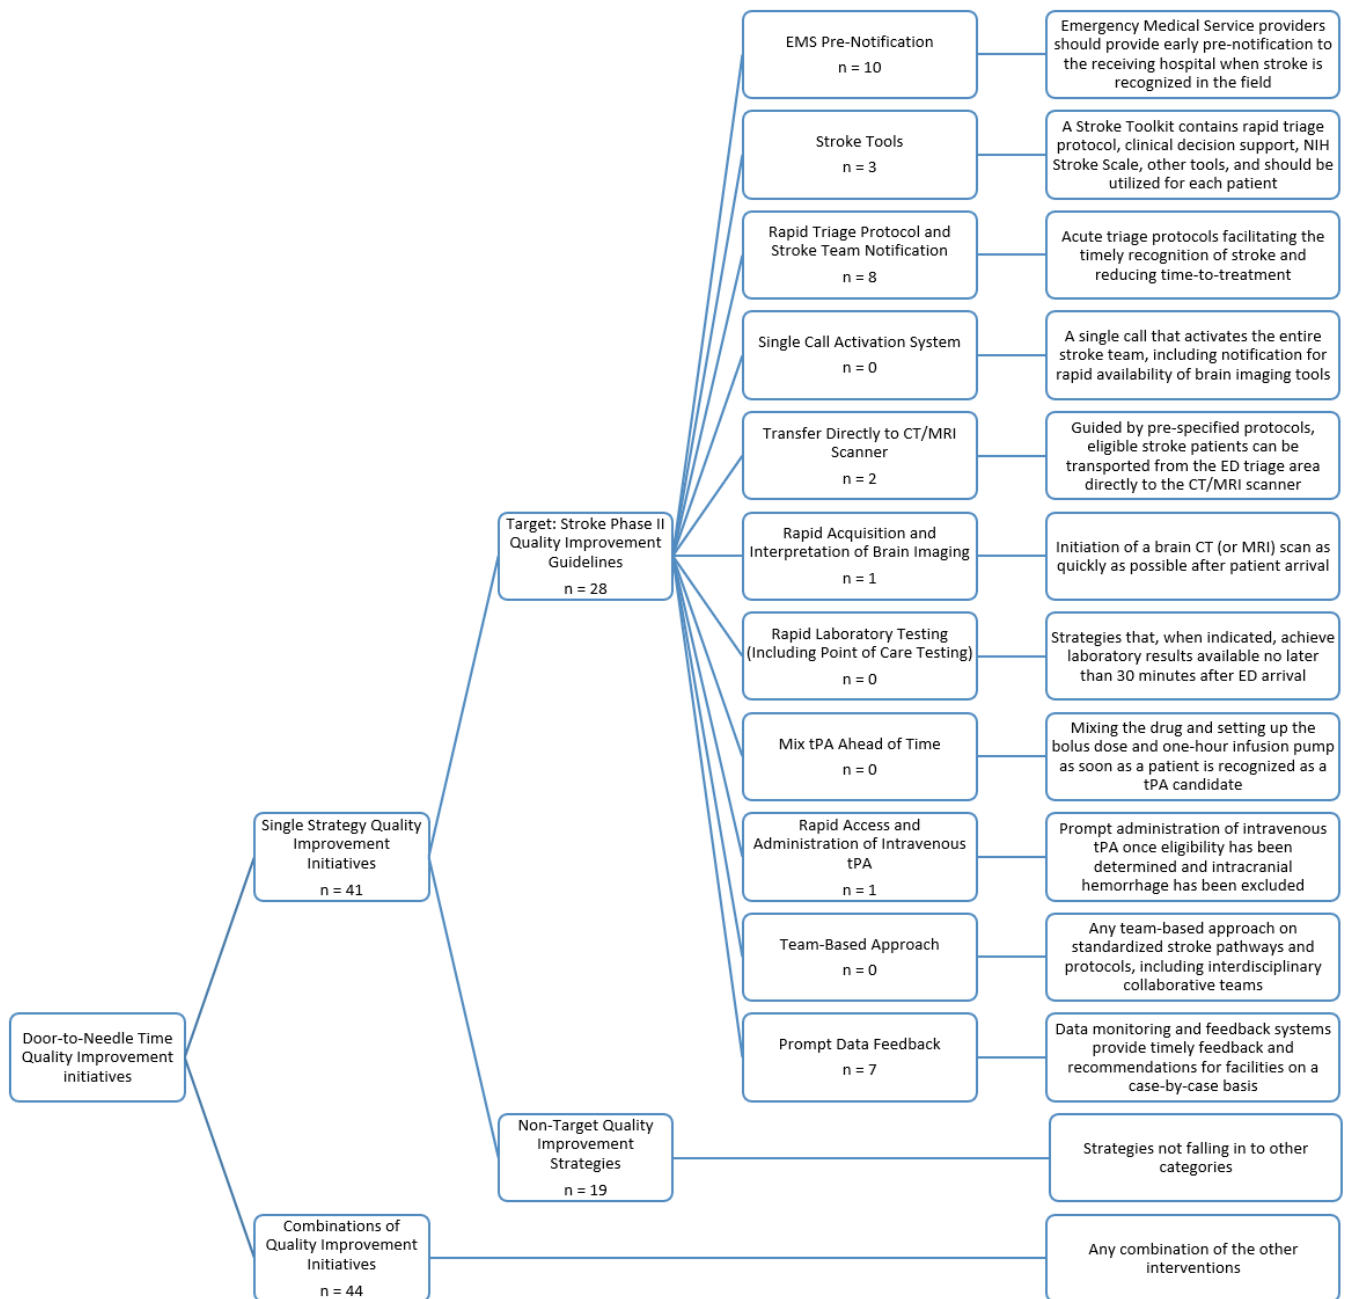 EMS Pre-Notification
n = 10
Emergency Medical Service providers
should provide early pre-notification to
the receiving hospital when stroke is
recognized in the field
Stroke Tools
n = 3
A Stroke Toolkit contains rapid triage
protocol, clinical decision support, NIH
Stroke Scale, other tools, and should be
utilized for each patient
Rapid Triage Protocol and
Stroke Team Notification
n = 8
Acute triage protocols facilitating the
timely recognition of stroke and
reducing time-to-treatment
Single Call Activation System
n = 0
A single call that activates the entire
stroke team, including notification for
rapid availability of brain imaging tools
Transfer Directly to CT/MRI
Scanner
n = 2
Guided by pre-specified protocols,
eligible stroke patients can be
transported from the ED triage area
directly to the CT/MRI scanner
Target: Stroke Phase II
Quality Improvement
Guidelines
n = 28
Rapid Acquisition and
Interpretation of Brain Imaging
n = 1
Initiation of a brain CT (or MRI) scan as
quickly as possible after patient arrival
Rapid Laboratory Testing
(Including Point of Care Testing)
n = 0
Strategies that, when indicated, achieve
laboratory results available no later
than 30 minutes after ED arrival
Mix tPA Ahead of Time
n = 0
Mixing the drug and setting up the
bolus dose and one-hour infusion pump
as soon as a patient is recognized as a
tPA candidate
Single Strategy Quality
Improvement
Initiatives
n = 41
Rapid Access and
Administration of Intravenous
tPA
n = 1
Prompt administration of intravenous
tPA once eligibility has been
determined and intracranial
hemorrhage has been excluded
Team-Based Approach
n = 0
Any team-based approach on
standardized stroke pathways and
protocols, including interdisciplinary
collaborative teams
Door-to-Needle Time
Quality Improvement
initiatives
Prompt Data Feedback
n = 7
Data monitoring and feedback systems
provide timely feedback and
recommendations for facilities on a
case-by-case basis
Non-Target Quality
Improvement
Strategies
n = 19
Strategies not falling in to other
categories
Combinations of
Quality Improvement
Initiatives
n = 44
Any combination of the other
interventions